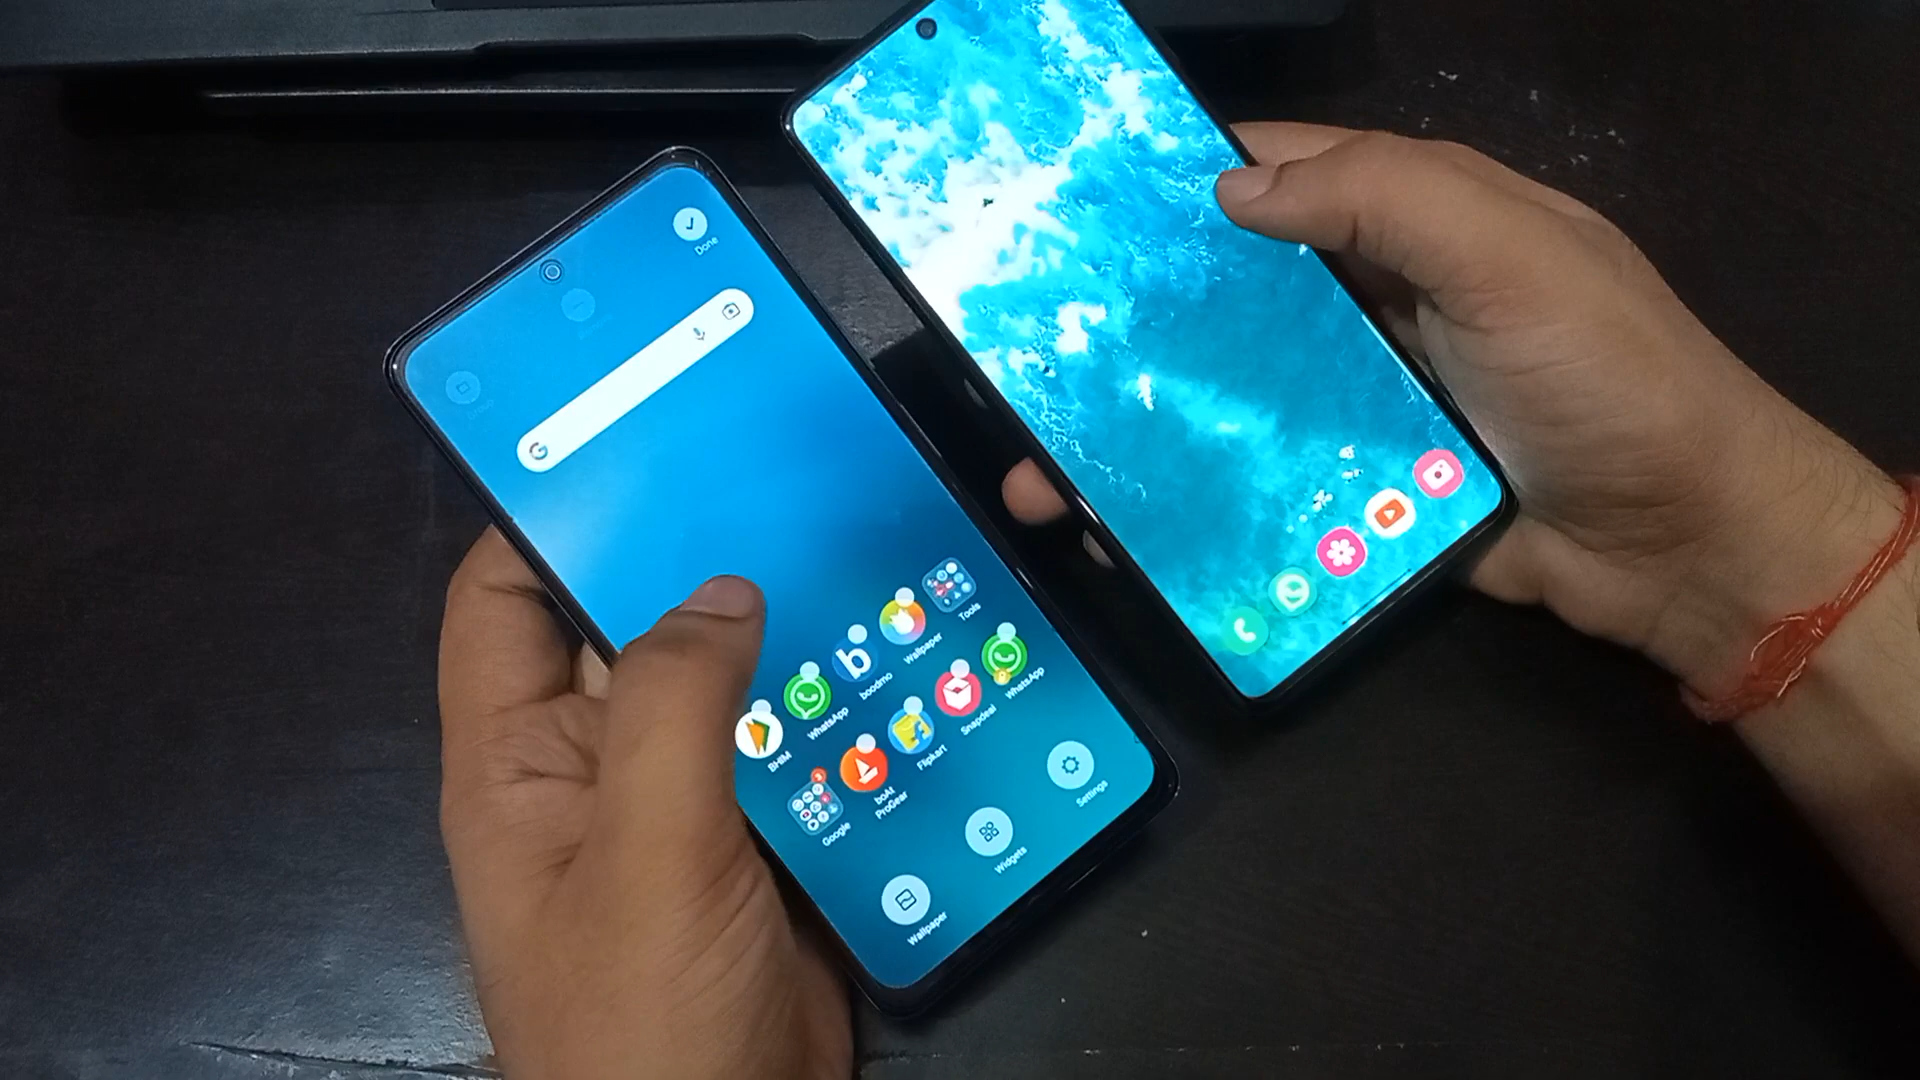 Done
G
Tools
Wallpaper
b
boodmo
WhatsApp
BHIM
WhatsApp
Snapdeal
Flipkart
boAt
ProGear
Google
Settings
Widgets
Wallpaper